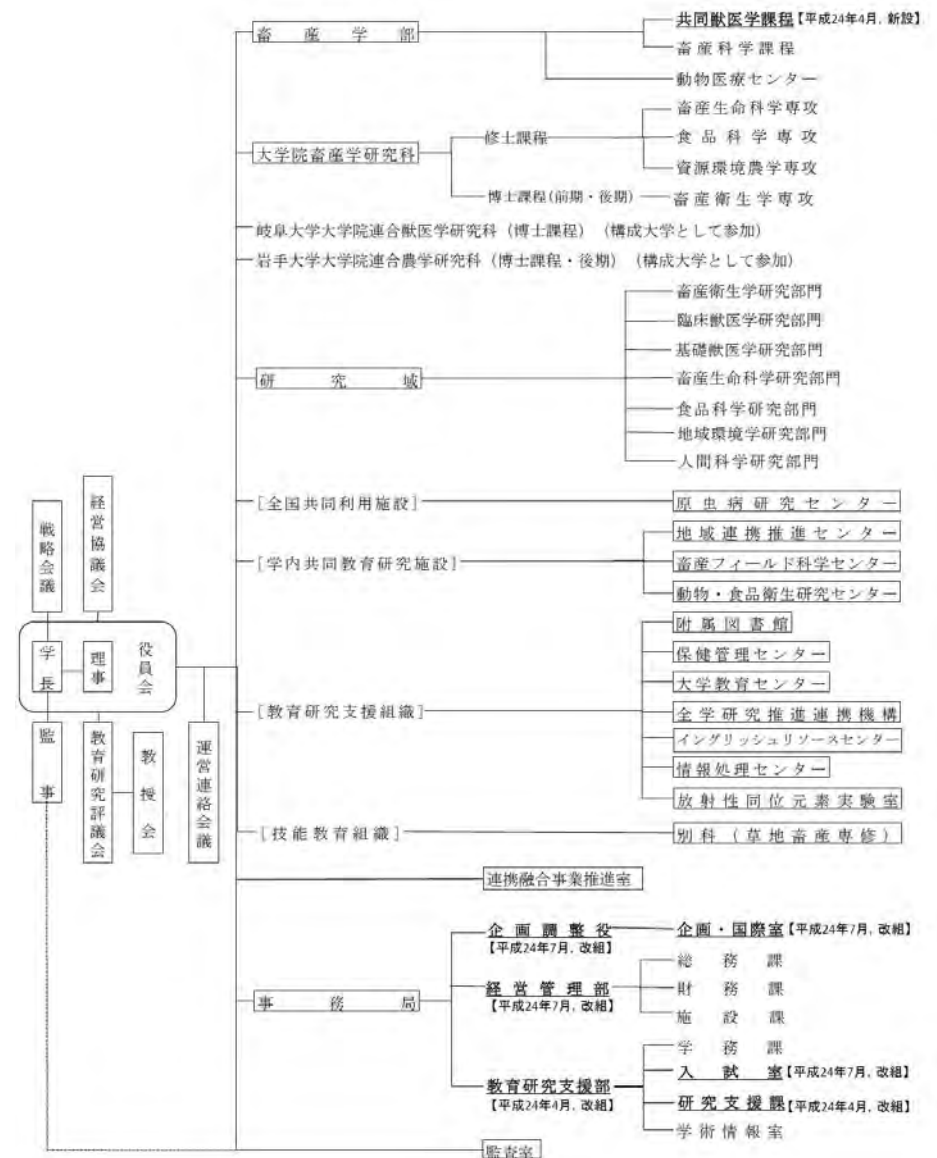 畜産学部
共同獣医学課程【平成24年4月, 新設】
畜産科学課程
動物医療センター
大学院畜産学研究科
修士課程
畜産生命科学専攻
食品科学専攻
資源環境農学専攻
博士課程(前期・後期)
畜産衛生学専攻
岐阜大学大学院連合獣医学研究科（博士課程）（構成大学として参加）
岩手大学大学院連合農学研究科（博士課程・後期）（構成大学として参加）
研究域
畜産衛生学研究部門
臨床獣医学研究部門
基礎獣医学研究部門
畜産生命科学研究部門
食品科学研究部門
地域環境学研究部門
人間科学研究部門
[全国共同利用施設]
原虫病研究センター
[学内共同教育研究施設]
地域連携推進センター
畜産フィールド科学センター
動物・食品衛生研究センター
戦略会議
経営協議会
学長
理事
役員会
監事
教育研究評議会
教授会
運営連絡会議
[教育研究支援組織]
附属図書館
保健管理センター
大学教育センター
全学研究推進連携機構
イングリッシュリソースセンター
情報処理センター
放射性同位元素実験室
[技能教育組織]
別科（草地畜産専修）
連携融合事業推進室
事務局
企画調整役
【平成24年7月, 改組】
企画・国際室【平成24年7月, 改組】
経営管理部
【平成24年7月, 改組】
総務課
財務課
施設課
教育研究支援部
【平成24年4月, 改組】
学務課
入試室【平成24年7月, 改組】
研究支援課【平成24年4月, 改組】
学術情報室
監査室